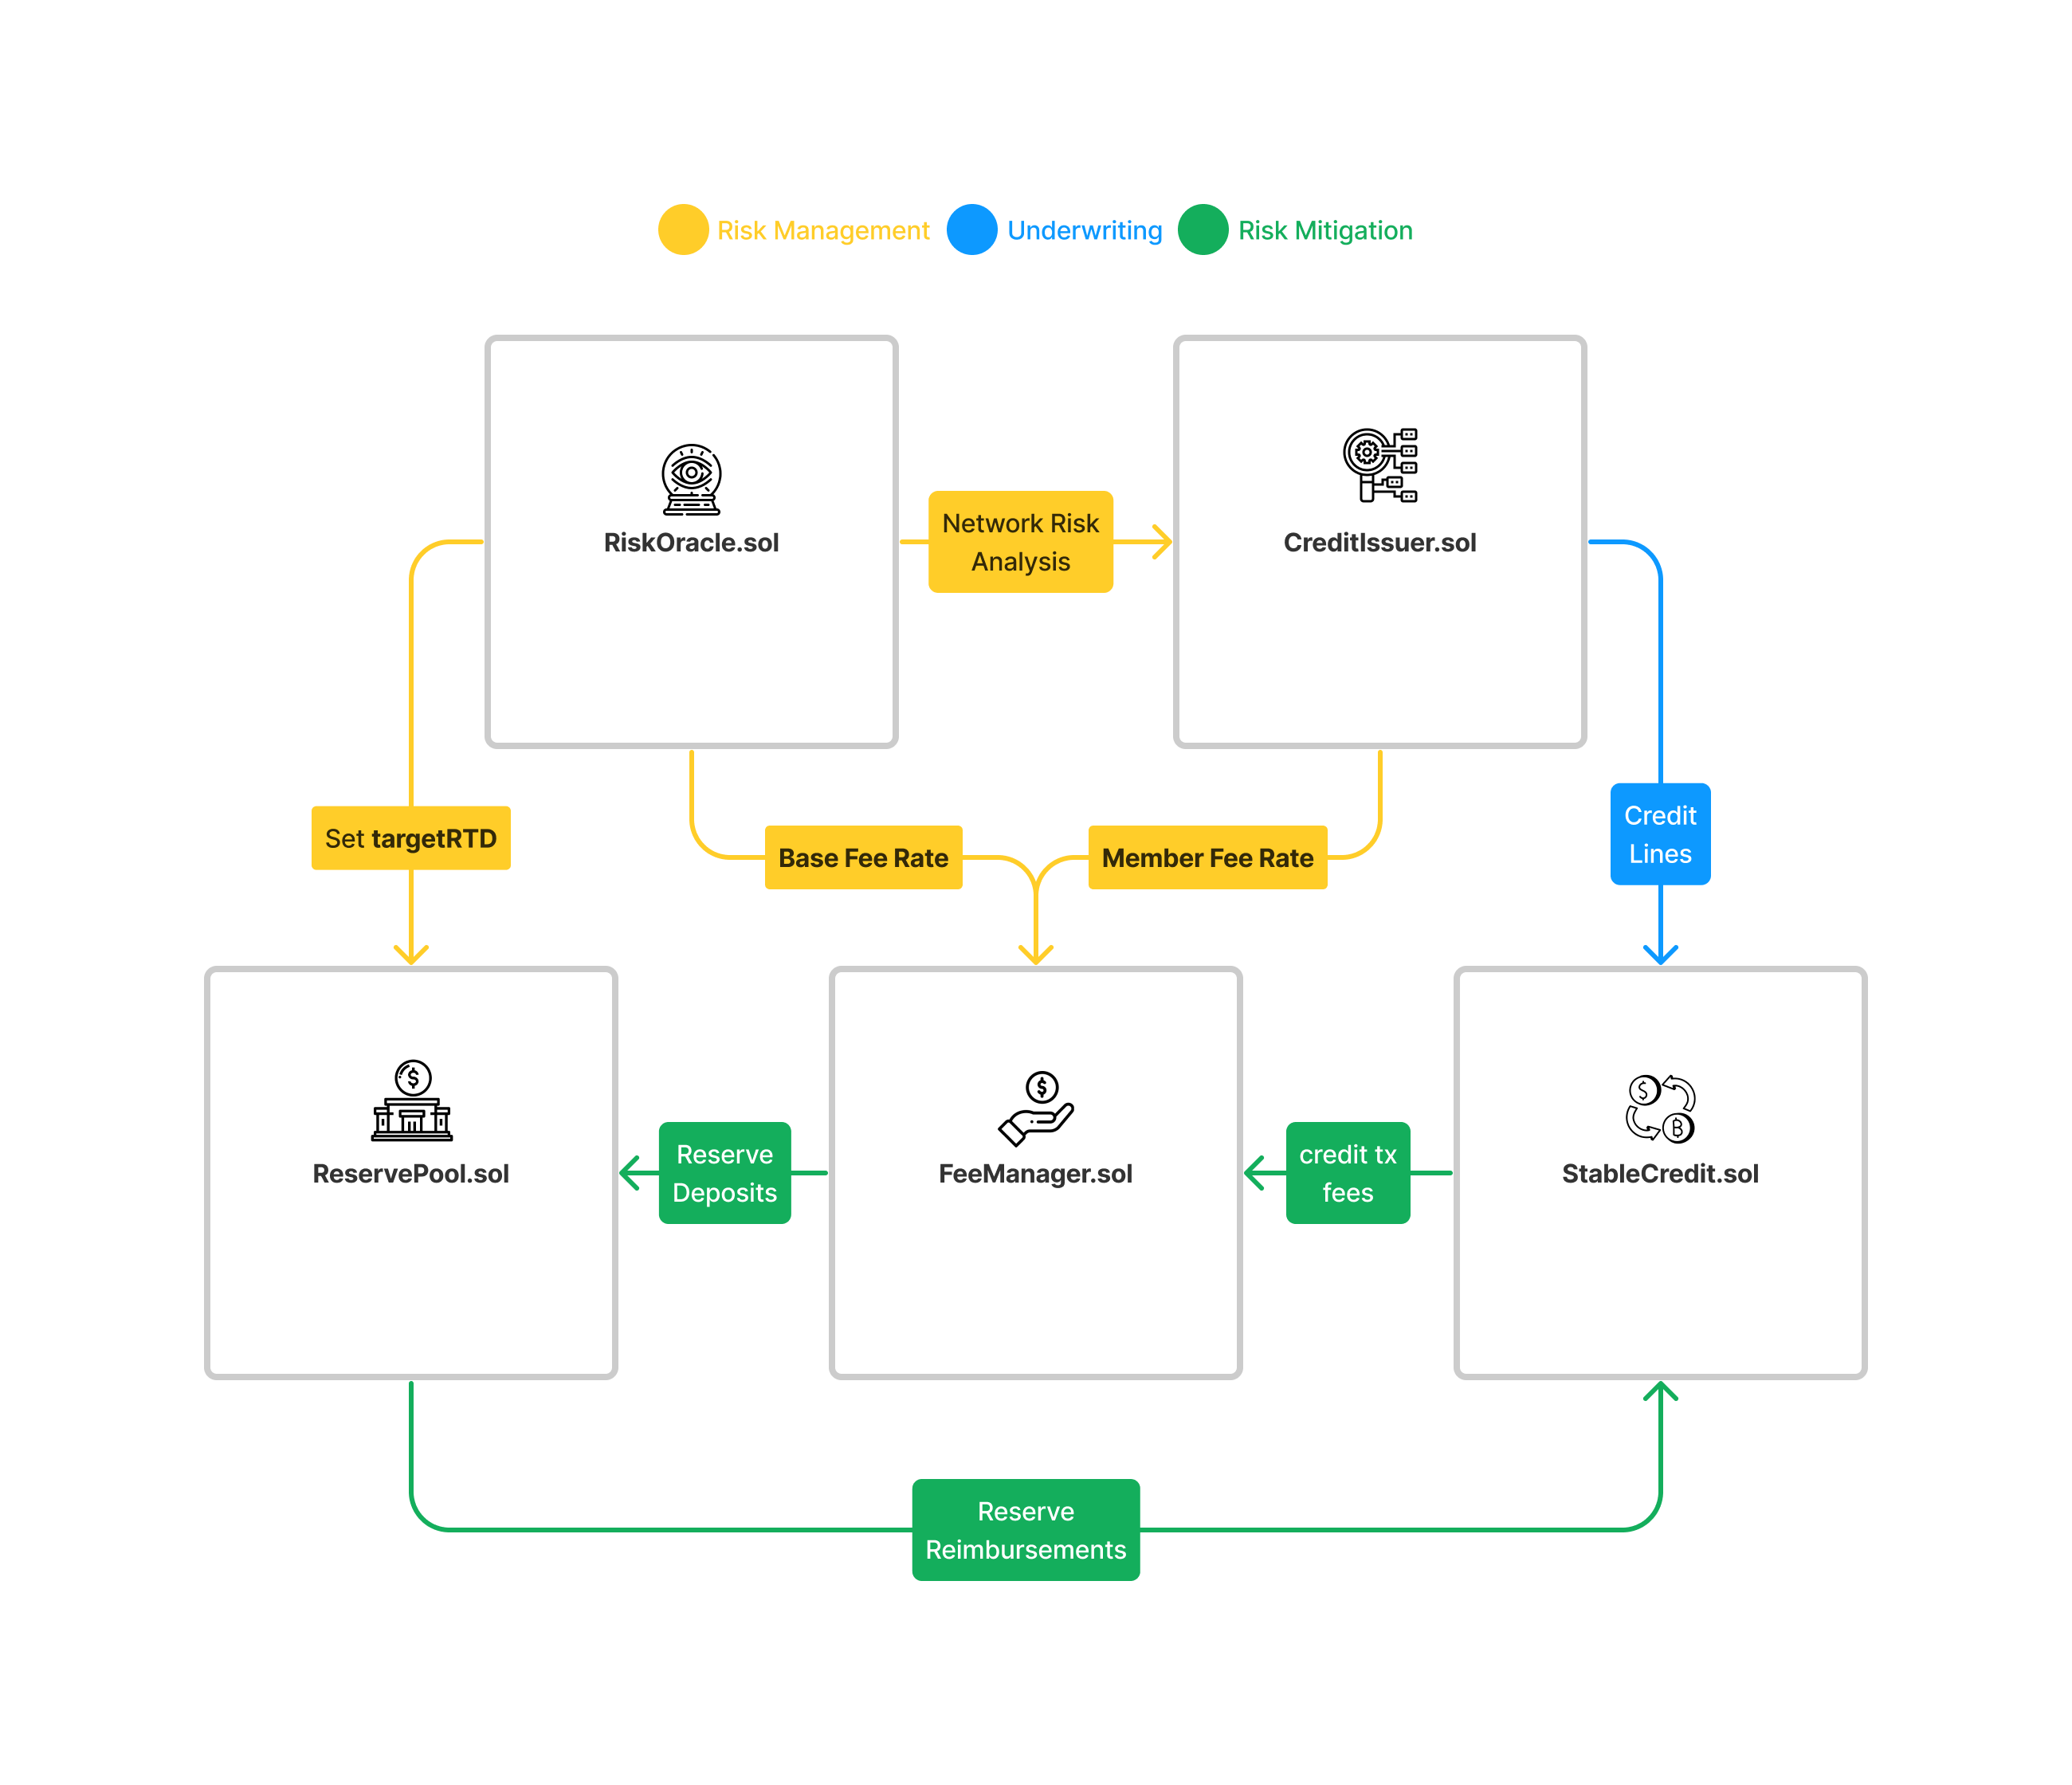 Risk Management
Underwriting
Risk Mitigation
RiskOracle.sol
Network Risk
Analysis
CreditIssuer.sol
Set targetRTD
Base Fee Rate
Member Fee Rate
Credit
Lines
ReservePool.sol
Reserve
Deposits
FeeManager.sol
credit tx
fees
StableCredit.sol
Reserve
Reimbursements